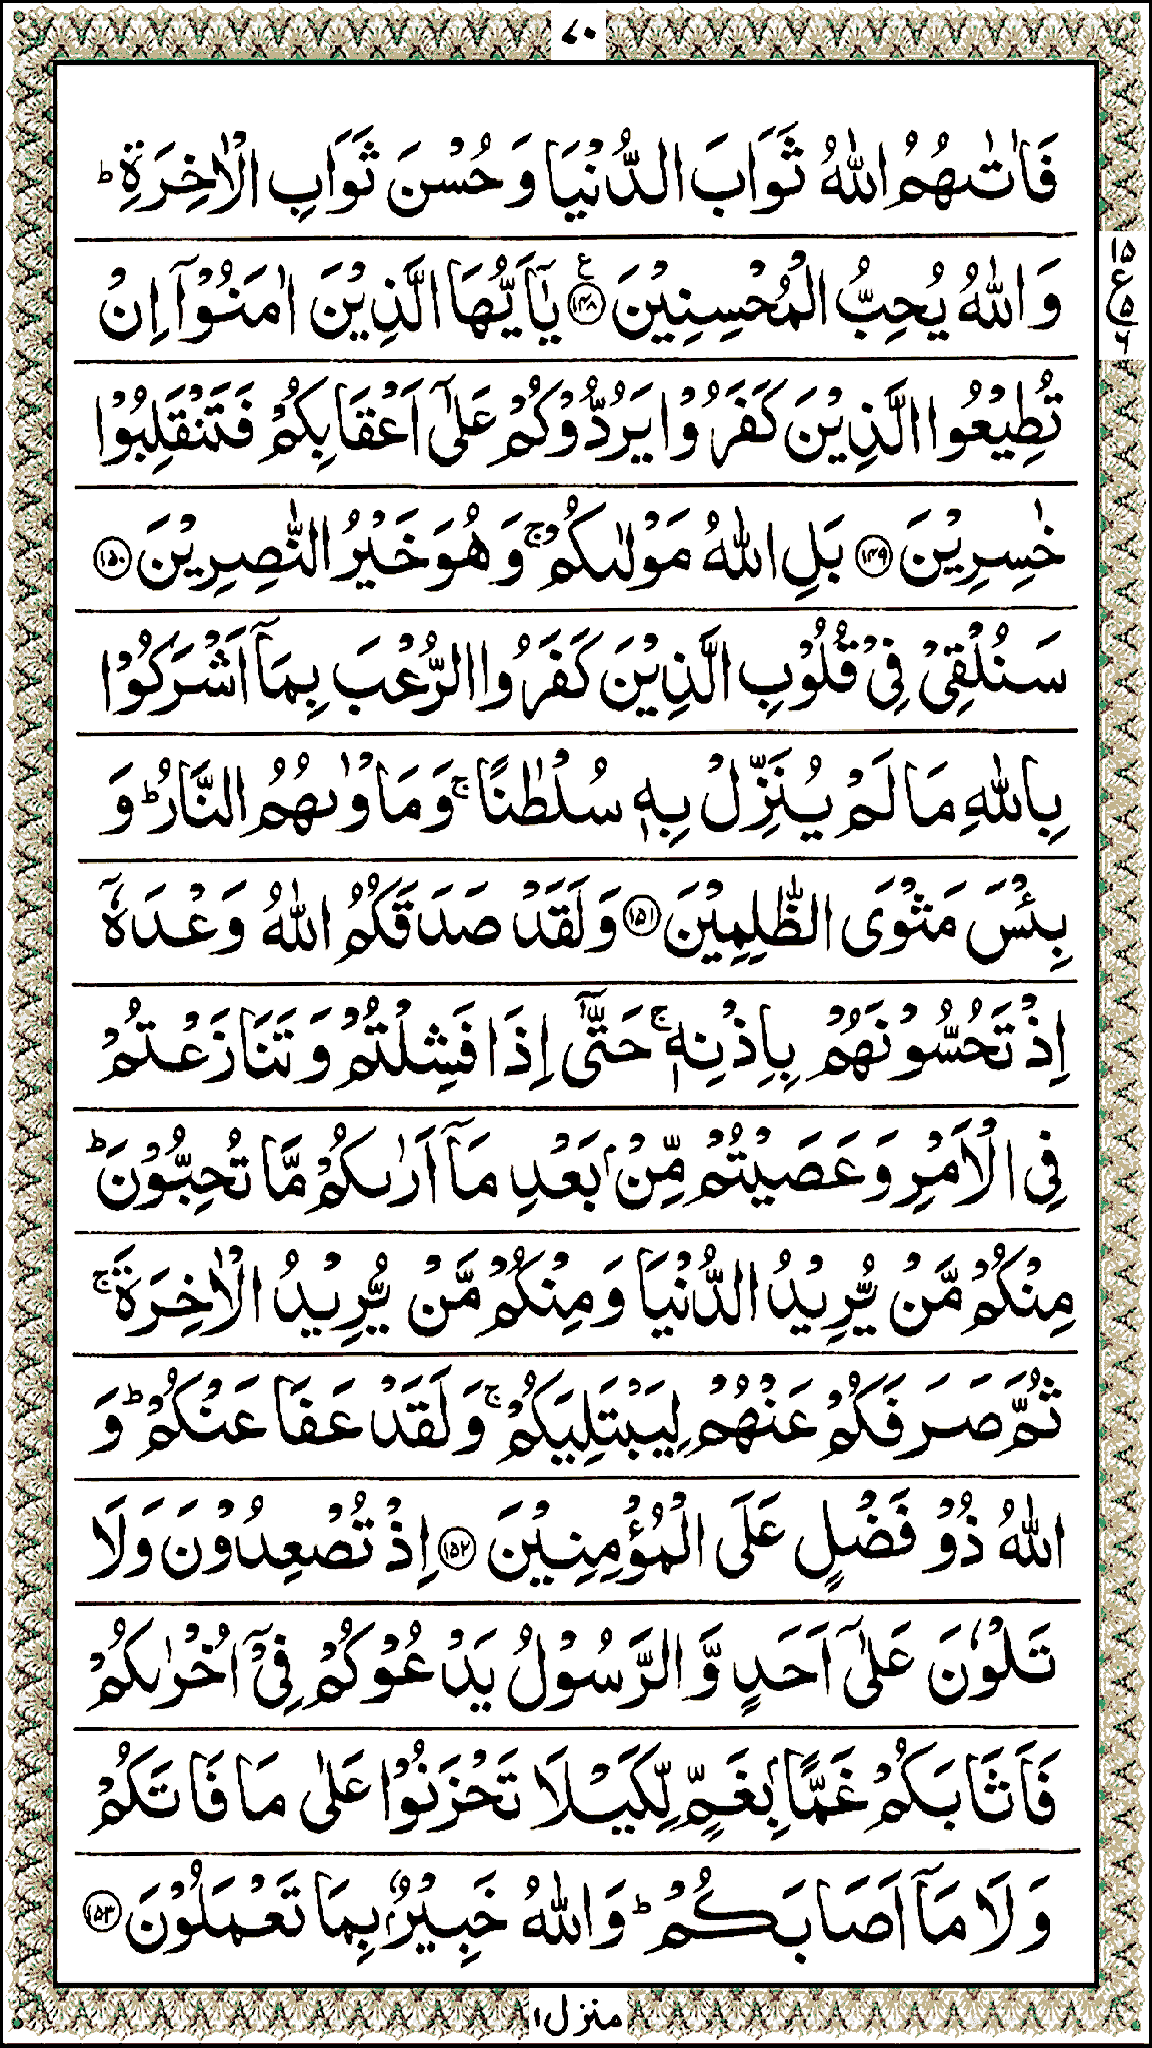 ٨٠
فَاٰتٰىهُمُ اللّٰهُ ثَوَابَ الدُّنْيَا وَ حُسْنَ ثَوَابِ الْاٰخِرَةِ ؕ
وَ اللّٰهُ يُحِبُّ الْمُحْسِنِيْنَ ﴿۱۴۸﴾ ع يٰۤاَيُّهَا الَّذِيْنَ اٰمَنُوْۤا اِنْ
۱۵
ع
۵
۶
تُطِيْعُوا الَّذِيْنَ كَفَرُوْا يَرُدُّوْكُمْ عَلٰۤى اَعْقَابِكُمْ فَتَنْقَلِبُوْا
خٰسِرِيْنَ ﴿۱۴۹﴾ بَلِ اللّٰهُ مَوْلٰىكُمْ ۚ وَ هُوَ خَيْرُ النّٰصِرِيْنَ ﴿۱۵۰﴾
سَنُلْقِيْ فِيْ قُلُوْبِ الَّذِيْنَ كَفَرُوا الرُّعْبَ بِمَاۤ اَشْرَكُوْا
بِاللّٰهِ مَا لَمْ يُنَزِّلْ بِهٖ سُلْطٰنًا ۚ وَ مَاْوٰىهُمُ النَّارُ ؕ وَ
بِئْسَ مَثْوَى الظّٰلِمِيْنَ ﴿۱۵۱﴾ وَ لَقَدْ صَدَقَكُمُ اللّٰهُ وَعْدَهٗۤ
اِذْ تَحُسُّوْنَهُمْ بِاِذْنِهٖ ۚ حَتّٰۤى اِذَا فَشِلْتُمْ وَ تَنَازَعْتُمْ
فِي الْاَمْرِ وَ عَصَيْتُمْ مِّنْۢ بَعْدِ مَاۤ اَرٰىكُمْ مَّا تُحِبُّوْنَ ؕ
مِنْكُمْ مَّنْ يُّرِيْدُ الدُّنْيَا وَ مِنْكُمْ مَّنْ يُّرِيْدُ الْاٰخِرَةَ ۚ
ثُمَّ صَرَفَكُمْ عَنْهُمْ لِيَبْتَلِيَكُمْ ۚ وَ لَقَدْ عَفَا عَنْكُمْ ؕ وَ
اللّٰهُ ذُوْ فَضْلٍ عَلَى الْمُؤْمِنِيْنَ ﴿۱۵۲﴾ اِذْ تُصْعِدُوْنَ وَ لَا
تَلْوٗنَ عَلٰۤى اَحَدٍ وَّ الرَّسُوْلُ يَدْعُوْكُمْ فِيْۤ اُخْرٰىكُمْ
فَاَثَابَكُمْ غَمًّۢا بِغَمٍّ لِّكَيْلَا تَحْزَنُوْا عَلٰى مَا فَاتَكُمْ
وَ لَا مَاۤ اَصَابَكُمْ ؕ وَ اللّٰهُ خَبِيْرٌۢ بِمَا تَعْمَلُوْنَ ﴿۱۵۳﴾
منزل ۱